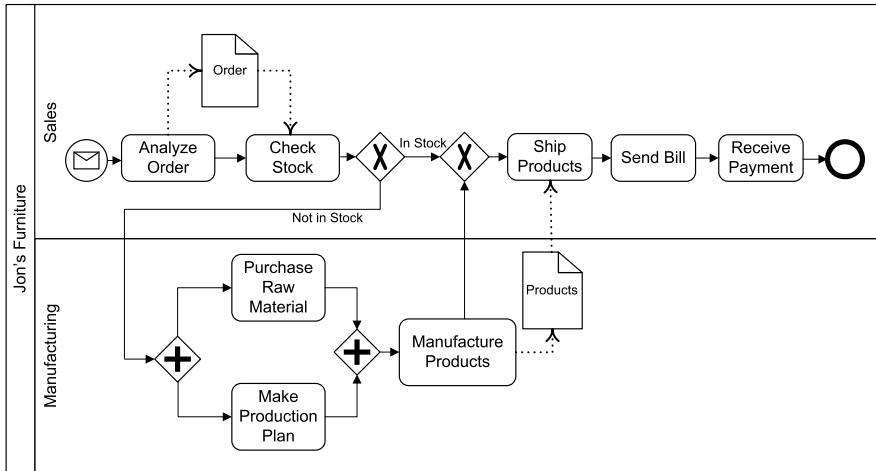 Jon's Furniture
Sales
Order
Analyze
Order
Check
Stock
In Stock
Ship
Products
Send Bill
Receive
Payment
Not in Stock
Manufacturing
Purchase
Raw
Material
Products
Manufacture
Products
Make
Production
Plan